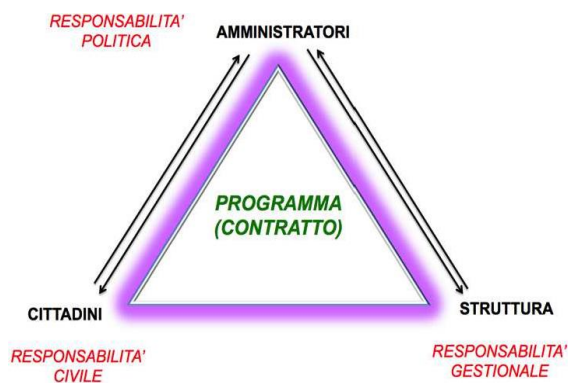 RESPONSABILITA'
POLITICA
AMMINISTRATORI
PROGRAMMA
(CONTRATTO)
CITTADINI
STRUTTURA
RESPONSABILITA'
CIVILE
RESPONSABILITA'
GESTIONALE